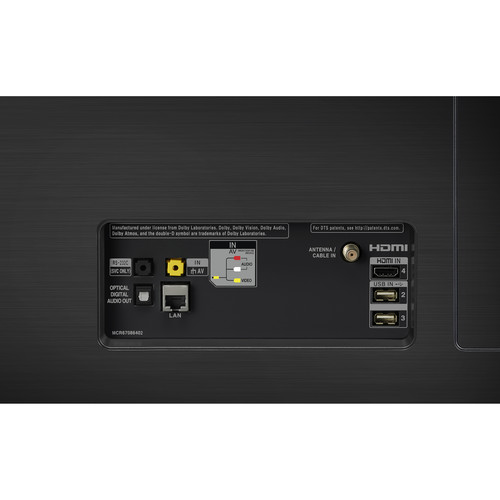 Manufactured under license from Dolby Laboratories. Dolby, Dolby Vision, Dolby Audio,
Dolby Atmos, and the double-D symbol are trademarks of Dolby Laboratories.
For DTS patents, see http://patents.dts.com.
IN
AV
AUDIO
VIDEO
ANTENNA /
CABLE IN
HDMI
HDMI IN
4
RS-232C
(SVC ONLY)
IN
AV
USB IN
2
OPTICAL
DIGITAL
AUDIO OUT
LAN
3